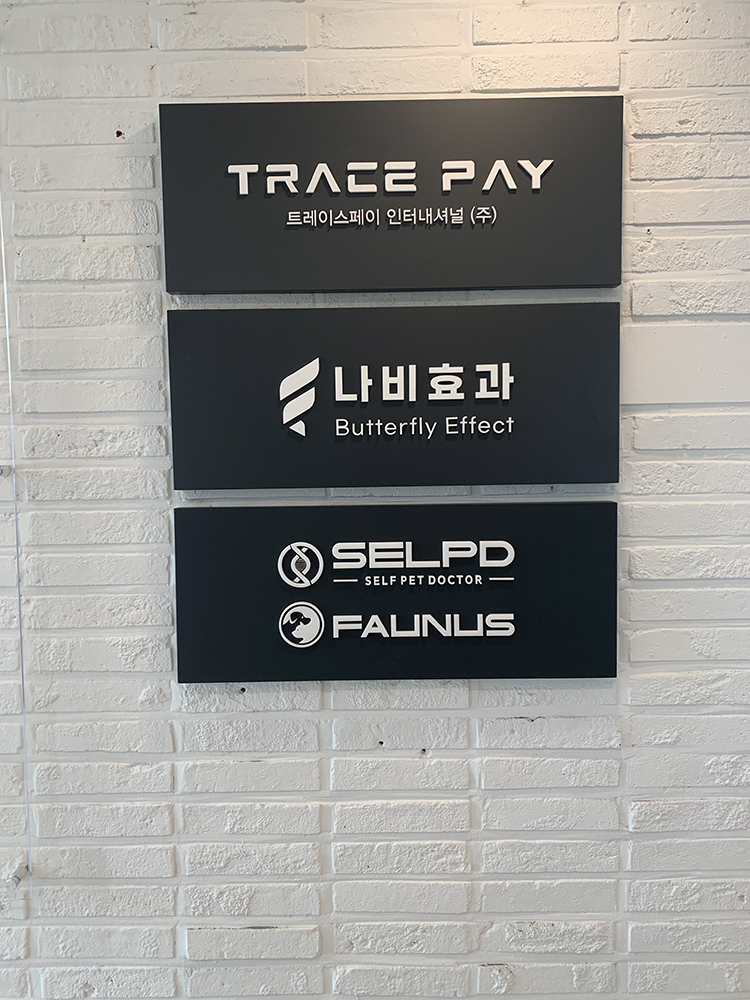 TRACE PAY
트레이스페이 인터내셔널 (주)
나비효과
Butterfly Effect
SELPD
SELF PET DOCTOR
FAUNUS